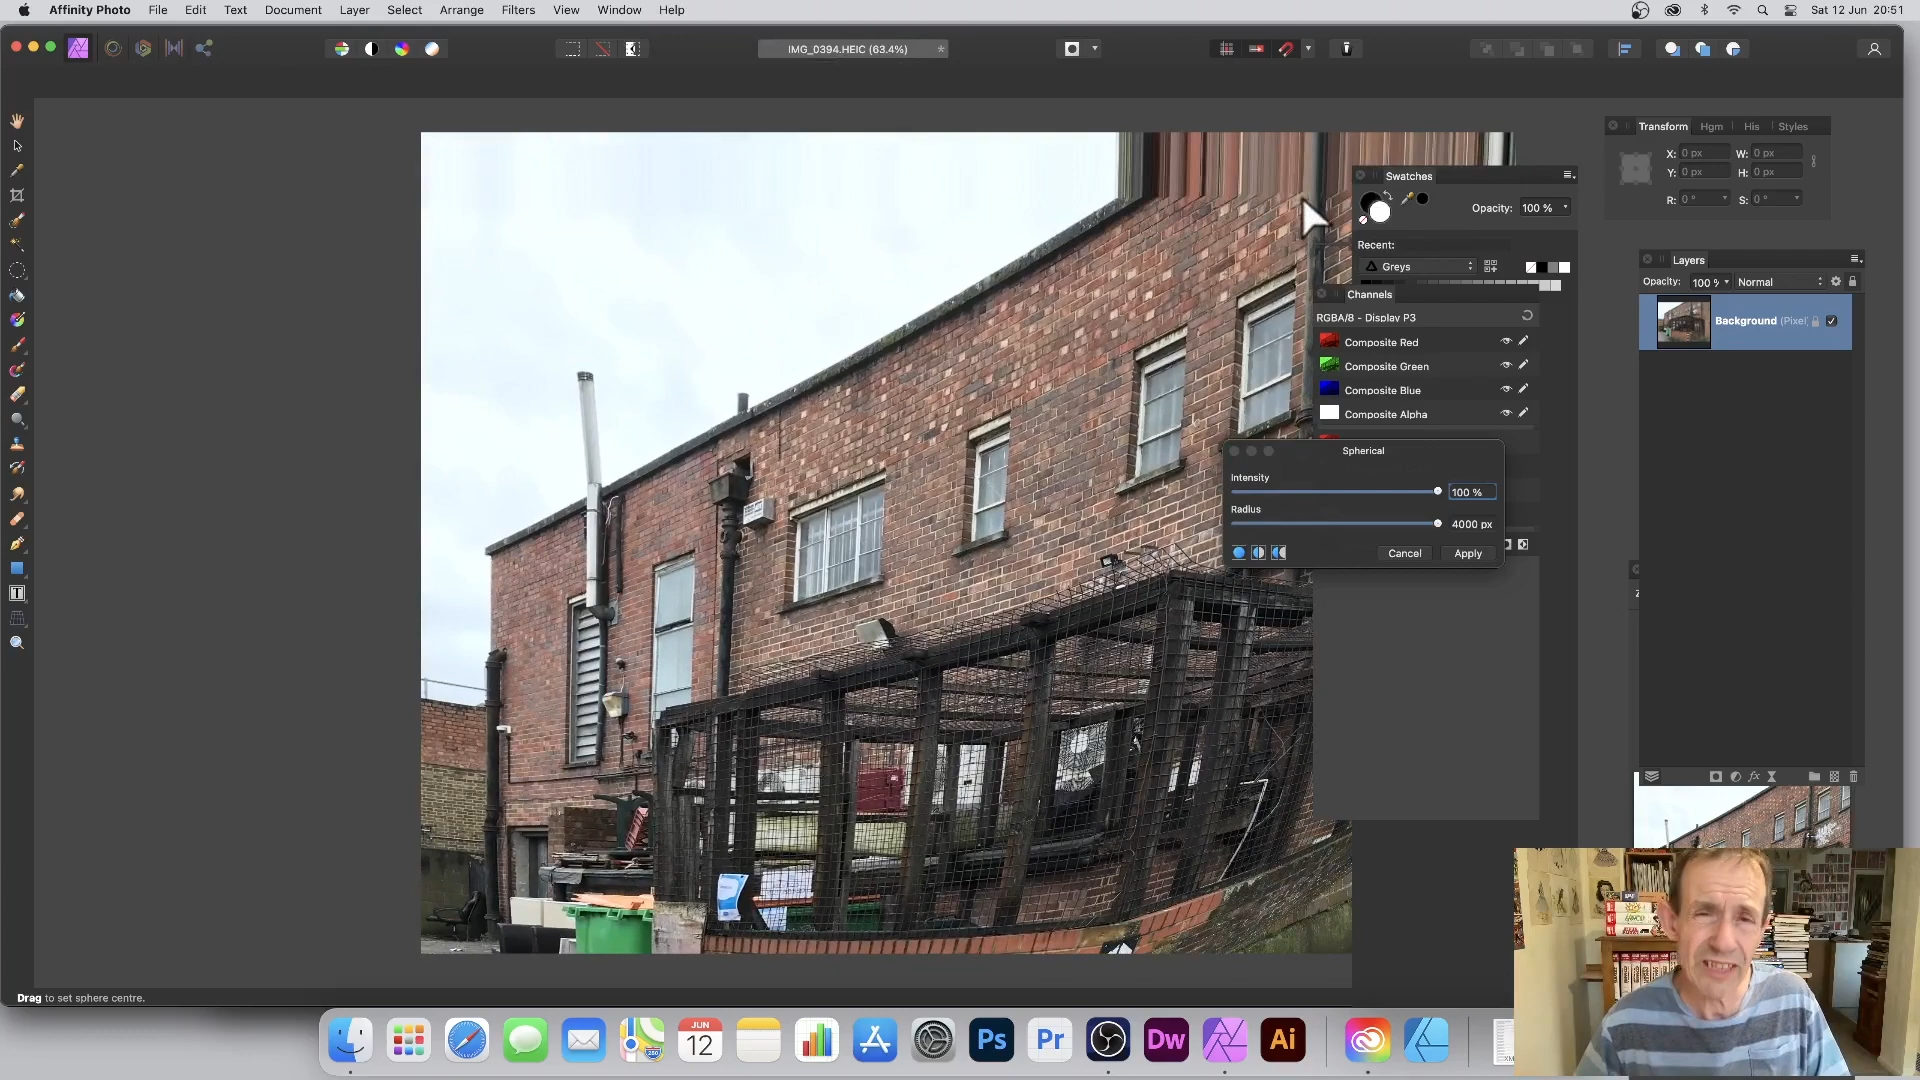 Affinity Photo File Edit Text Document Layer Select Arrange Filters View Window Help Sat 12 Jun 20:51
IMG_0394.HEIC (63.4%) *
Transform Hgm His Styles
X: 0 px W: 0 px
Y: 0 px H: 0 px
R: 0 ° S: 0 °
Swatches
Opacity: 100 %
Recent:
Greys
Layers
Opacity: 100 % Normal
Background (Pixel)
Channels
RGBA/8 - Display P3
Composite Red
Composite Green
Composite Blue
Composite Alpha
Spherical
Intensity
100 %
Radius
4000 px
Cancel Apply
Drag to set sphere centre.
JUN
12
Ps Pr Dw Ai